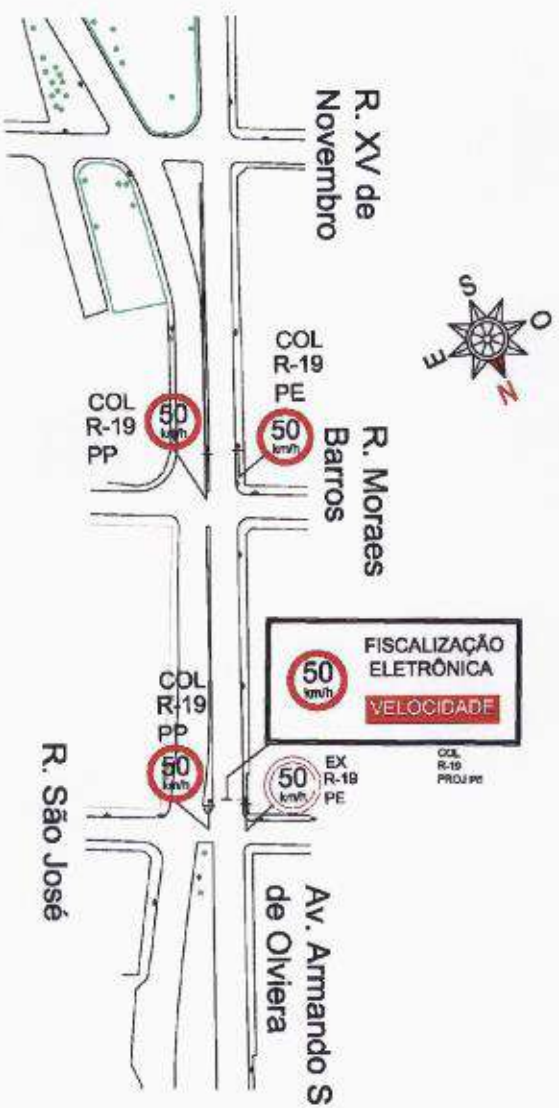 R. XV de
Novembro
S
O
E
N
COL
R-19
PE
50
km/h
COL
R-19
PP
50
km/h
R. Moraes
Barros
FISCALIZAÇÃO
ELETRÔNICA
50
km/h
VELOCIDADE
COL
R-19
PROJ PE
COL
R-19
PP
50
km/h
EX
R-19
PE
50
km/h
R. São José
Av. Armando S
de Olviera